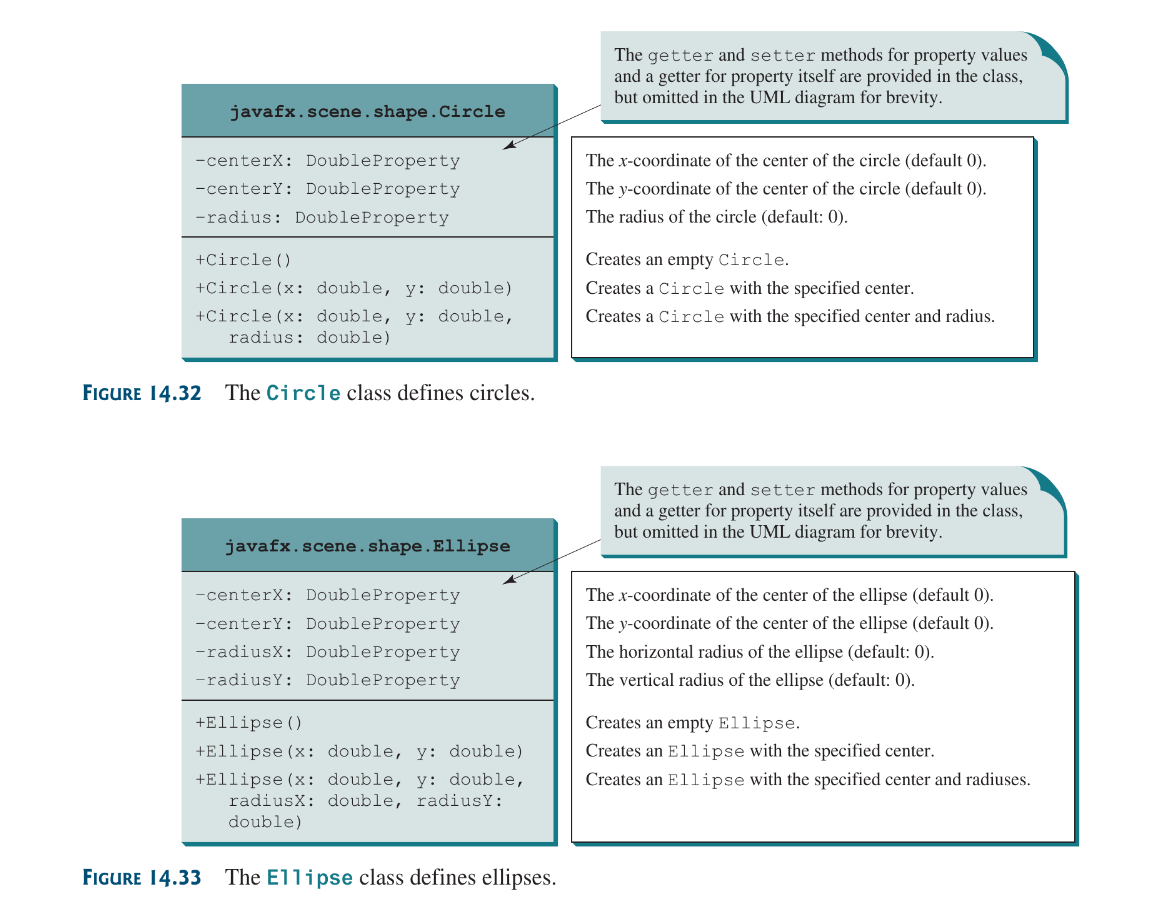 The getter and setter methods for property values
and a getter for property itself are provided in the class,
but omitted in the UML diagram for brevity.
javafx.scene.shape.Circle
-centerX: DoubleProperty
The x-coordinate of the center of the circle (default 0).
-centerY: DoubleProperty
The y-coordinate of the center of the circle (default 0).
-radius: DoubleProperty
The radius of the circle (default: 0).
+Circle()
Creates an empty Circle.
+Circle(x: double, y: double)
Creates a Circle with the specified center.
+Circle(x: double, y: double,
radius: double)
Creates a Circle with the specified center and radius.
FIGURE 14.32 The Circle class defines circles.
The getter and setter methods for property values
and a getter for property itself are provided in the class,
but omitted in the UML diagram for brevity.
javafx.scene.shape.Ellipse
-centerX: DoubleProperty
The x-coordinate of the center of the ellipse (default 0).
-centerY: DoubleProperty
The y-coordinate of the center of the ellipse (default 0).
-radiusX: DoubleProperty
The horizontal radius of the ellipse (default: 0).
-radiusY: DoubleProperty
The vertical radius of the ellipse (default: 0).
+Ellipse()
Creates an empty Ellipse.
+Ellipse(x: double, y: double)
Creates an Ellipse with the specified center.
+Ellipse(x: double, y: double,
radiusX: double, radiusY:
double)
Creates an Ellipse with the specified center and radiuses.
FIGURE 14.33 The Ellipse class defines ellipses.